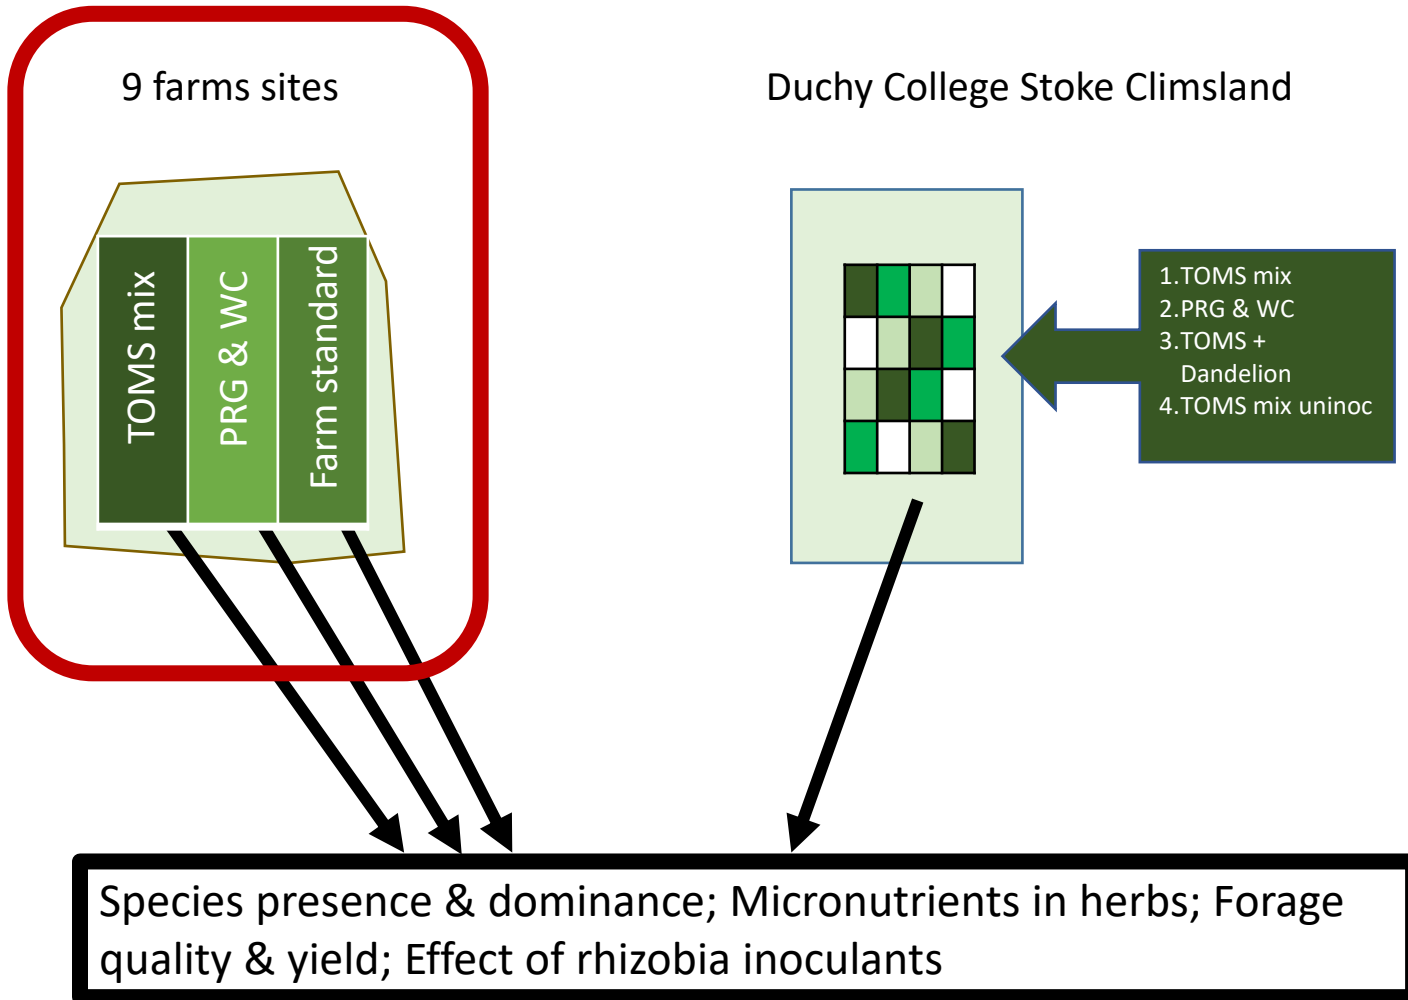 9 farms sites
Duchy College Stoke Climsland
TOMS mix
PRG & WC
Farm standard
1.TOMS mix
2.PRG & WC
3.TOMS +
Dandelion
4.TOMS mix uninoc
Species presence & dominance; Micronutrients in herbs; Forage
quality & yield; Effect of rhizobia inoculants